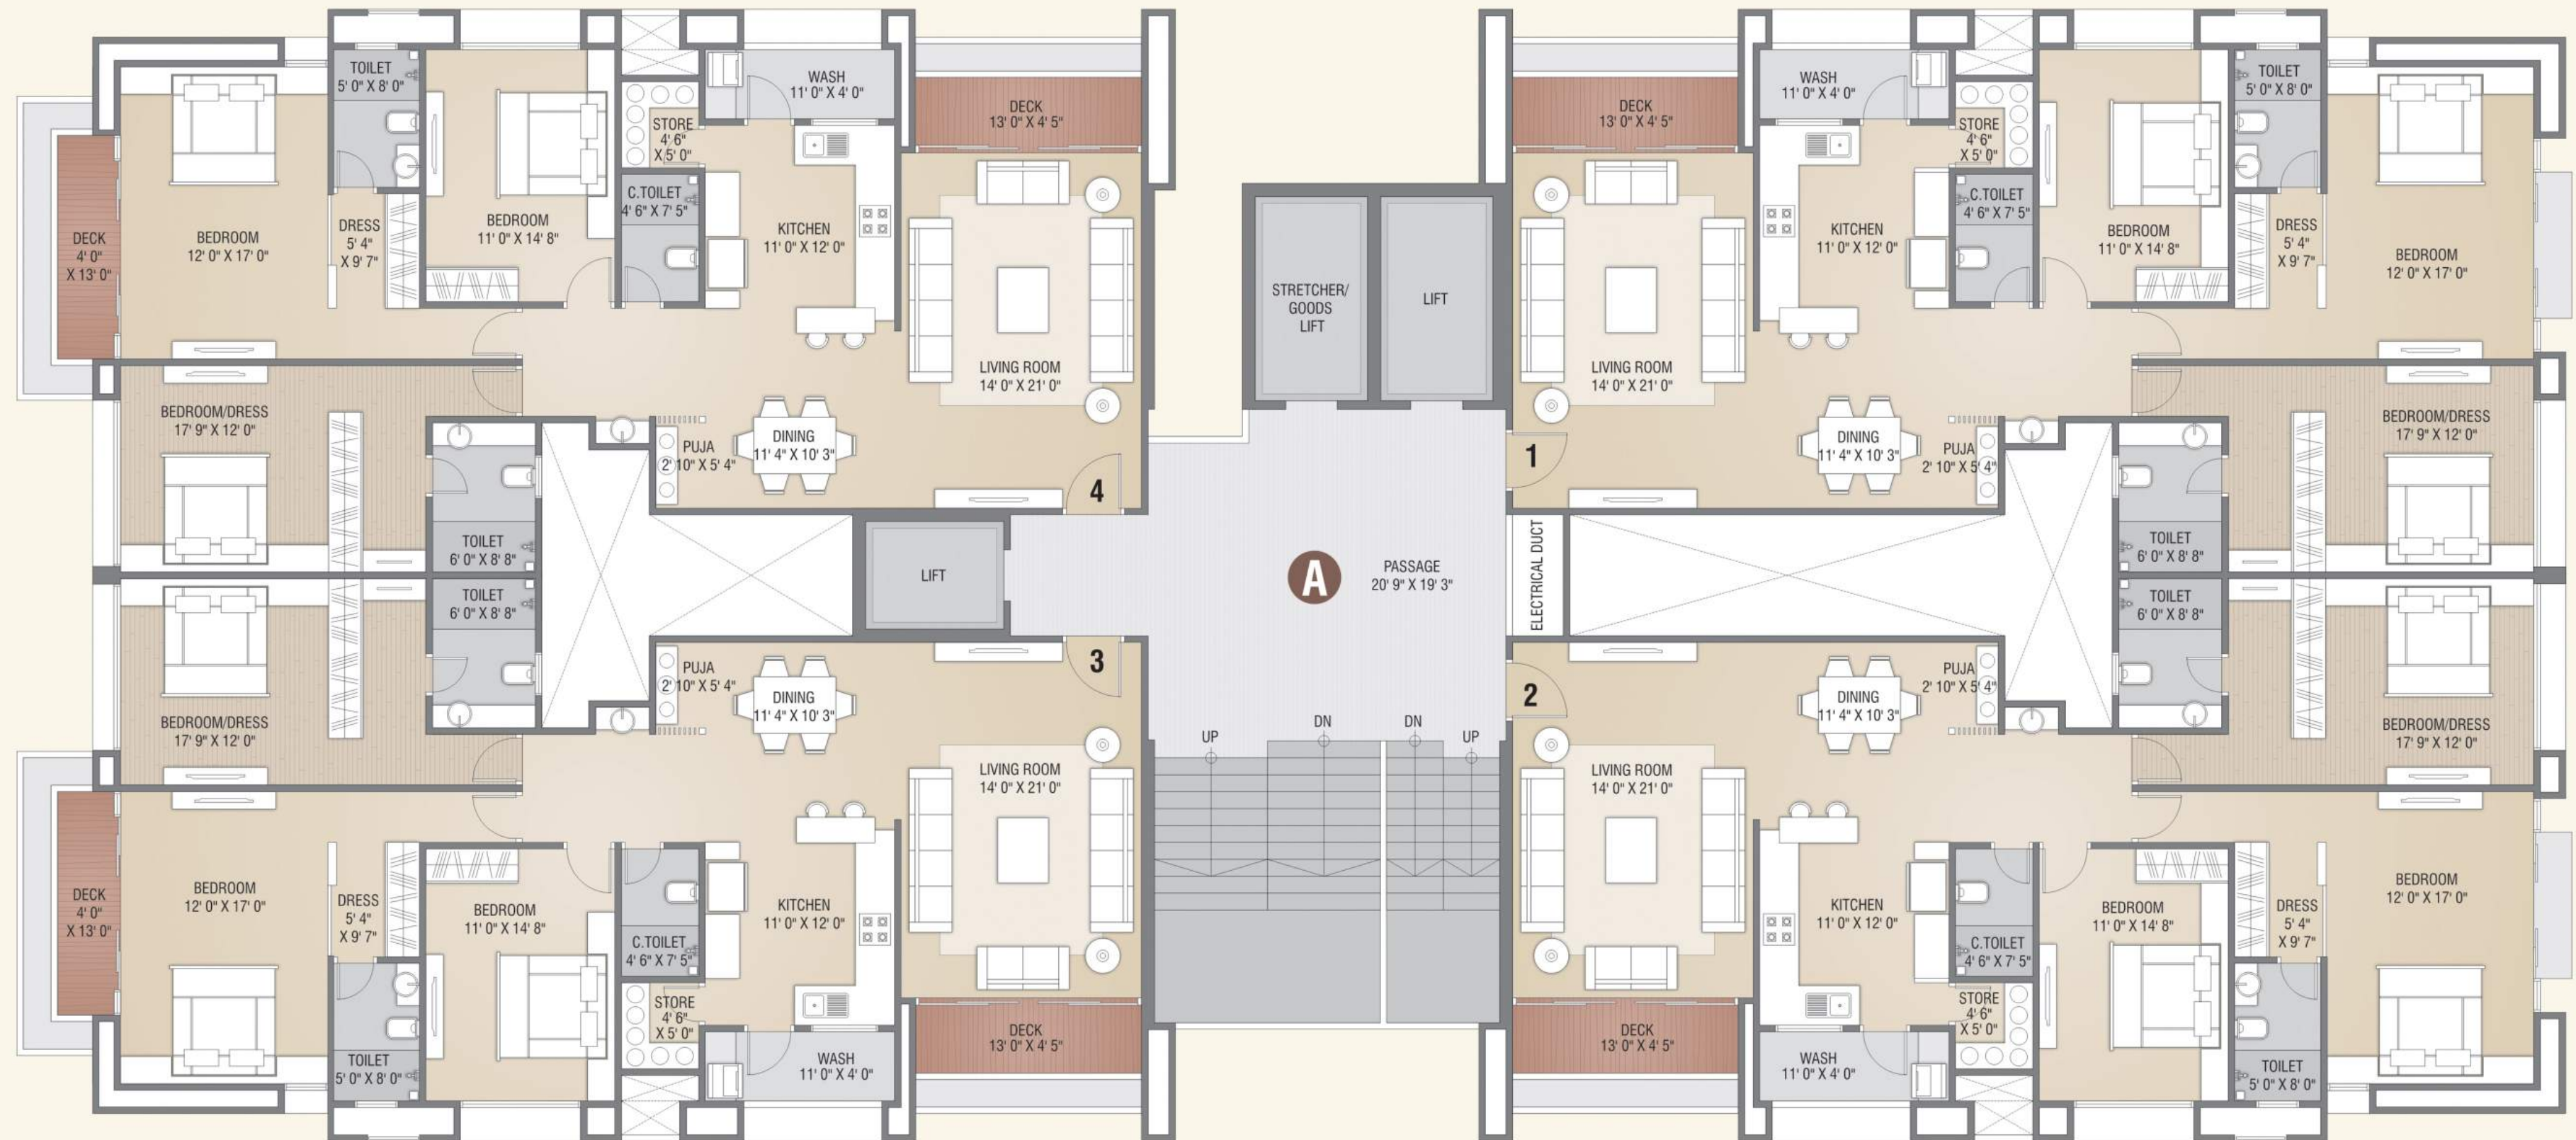 TOILET
5' 0" X 8' 0"
BEDROOM
12' 0" X 17' 0"
DECK
4' 0"
X 13' 0"
DRESS
5' 4"
X 9' 7"
BEDROOM
11' 0" X 14' 8"
STORE
4' 6"
X 5' 0"
C.TOILET
4' 6" X 7' 5"
WASH
11' 0" X 4' 0"
KITCHEN
11' 0" X 12' 0"
DECK
13' 0" X 4' 5"
LIVING ROOM
14' 0" X 21' 0"
BEDROOM/DRESS
17' 9" X 12' 0"
TOILET
6' 0" X 8' 8"
PUJA
2' 10" X 5' 4"
DINING
11' 4" X 10' 3"
4
STRETCHER/
GOODS
LIFT
LIFT
DECK
13' 0" X 4' 5"
LIVING ROOM
14' 0" X 21' 0"
WASH
11' 0" X 4' 0"
KITCHEN
11' 0" X 12' 0"
STORE
4' 6"
X 5' 0"
C.TOILET
4' 6" X 7' 5"
BEDROOM
11' 0" X 14' 8"
TOILET
5' 0" X 8' 0"
DRESS
5' 4"
X 9' 7"
BEDROOM
12' 0" X 17' 0"
1
DINING
11' 4" X 10' 3"
PUJA
2' 10" X 5' 4"
TOILET
6' 0" X 8' 8"
BEDROOM/DRESS
17' 9" X 12' 0"
LIFT
A
PASSAGE
20' 9" X 19' 3"
ELECTRICAL DUCT
TOILET
6' 0" X 8' 8"
BEDROOM/DRESS
17' 9" X 12' 0"
PUJA
2' 10" X 5' 4"
DINING
11' 4" X 10' 3"
3
LIVING ROOM
14' 0" X 21' 0"
DECK
4' 0"
X 13' 0"
BEDROOM
12' 0" X 17' 0"
DRESS
5' 4"
X 9' 7"
BEDROOM
11' 0" X 14' 8"
C.TOILET
4' 6" X 7' 5"
KITCHEN
11' 0" X 12' 0"
STORE
4' 6"
X 5' 0"
TOILET
5' 0" X 8' 0"
WASH
11' 0" X 4' 0"
DECK
13' 0" X 4' 5"
UP
DN
DN
UP
2
DINING
11' 4" X 10' 3"
PUJA
2' 10" X 5' 4"
TOILET
6' 0" X 8' 8"
BEDROOM/DRESS
17' 9" X 12' 0"
LIVING ROOM
14' 0" X 21' 0"
KITCHEN
11' 0" X 12' 0"
C.TOILET
4' 6" X 7' 5"
BEDROOM
11' 0" X 14' 8"
DRESS
5' 4"
X 9' 7"
BEDROOM
12' 0" X 17' 0"
STORE
4' 6"
X 5' 0"
DECK
13' 0" X 4' 5"
WASH
11' 0" X 4' 0"
TOILET
5' 0" X 8' 0"